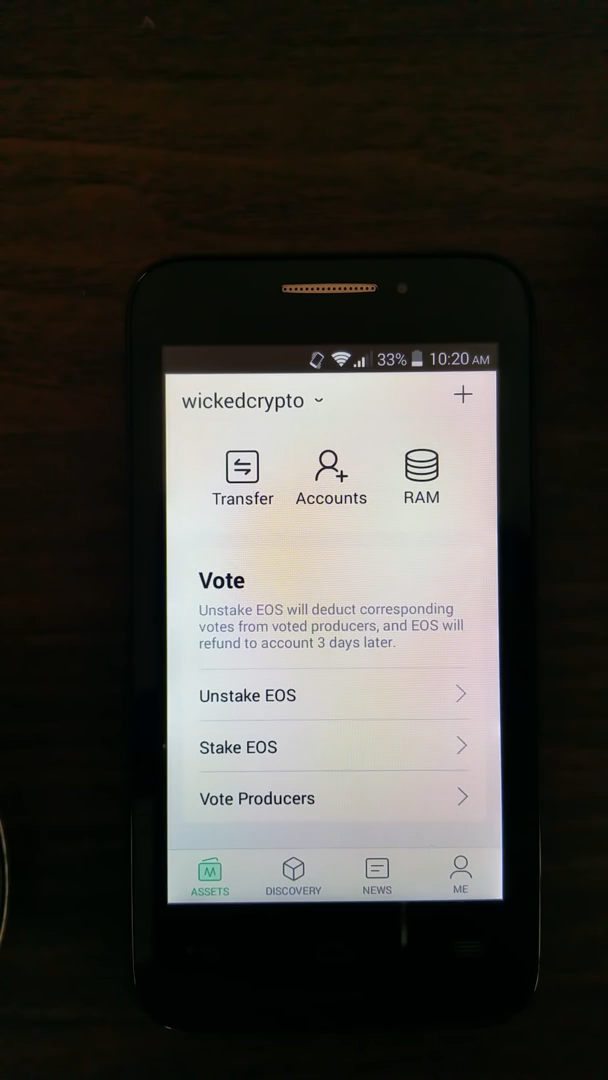 33% 10:20 AM
wickedcrypto
Transfer Accounts RAM
Vote
Unstake EOS will deduct corresponding
votes from voted producers, and EOS will
refund to account 3 days later.
Unstake EOS
Stake EOS
Vote Producers
ASSETS DISCOVERY NEWS ME